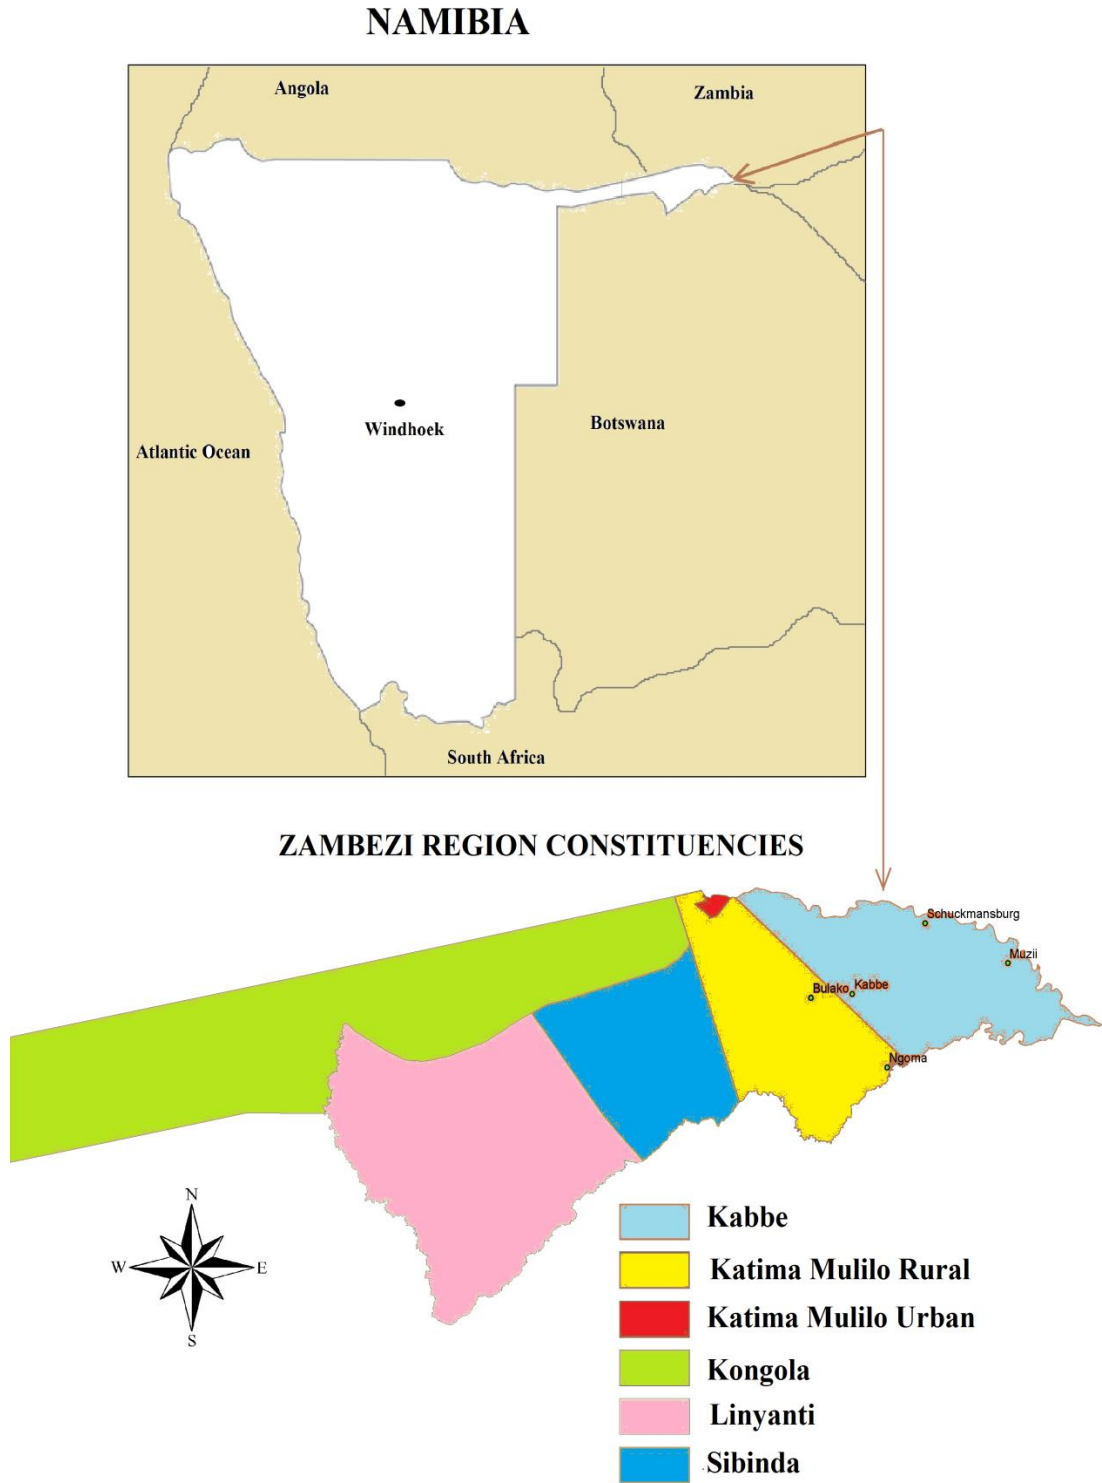 NAMIBIA
Angola
Zambia
Windhoek
Botswana
Atlantic Ocean
South Africa
ZAMBEZI REGION CONSTITUENCIES
Schuckmansburg
Muzii
Bulako
Kabbe
Ngoma
N
W
E
S
Kabbe
Katima Mulilo Rural
Katima Mulilo Urban
Kongola
Linyanti
Sibinda